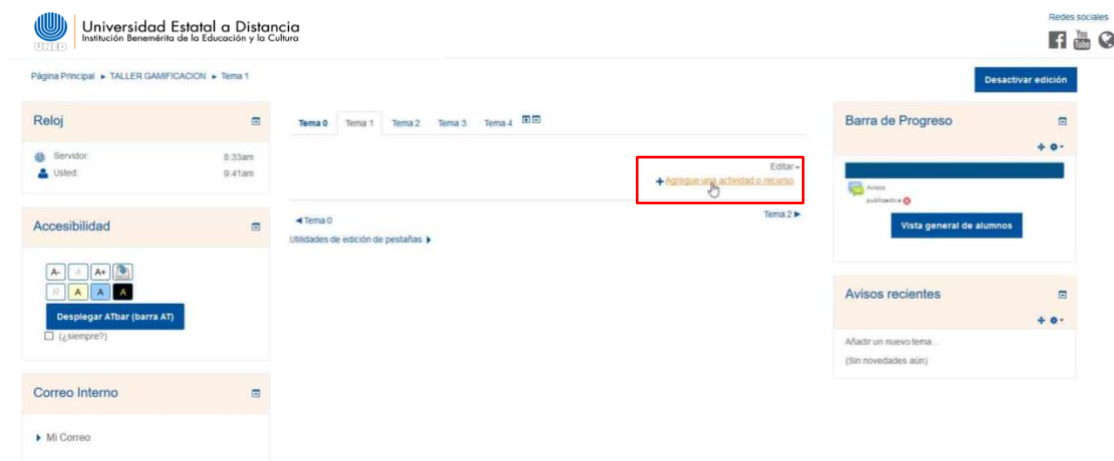 Universidad Estatal a Distancia
Institución Benemérita de la Educación y la Cultura
UNED
Redes sociales
You Tube
Página Principal ▸ TALLER GAMIFICACION ▸ Tema 1
Desactivar edición
Reloj
Servidor: 8:33am
Usted: 9:41am
Accesibilidad
A- A A+
R A A A
Desplegar ATbar (barra AT)
(¿siempre?)
Correo Interno
Mi Correo
Tema 0 Tema 1 Tema 2 Tema 3 Tema 4
Editar
Agregue una actividad o recurso
Tema 0 Tema 2
Utilidades de edición de pestañas
Barra de Progreso
Avisos
publicado/a
Vista general de alumnos
Avisos recientes
Añadir un nuevo tema...
(Sin novedades aún)